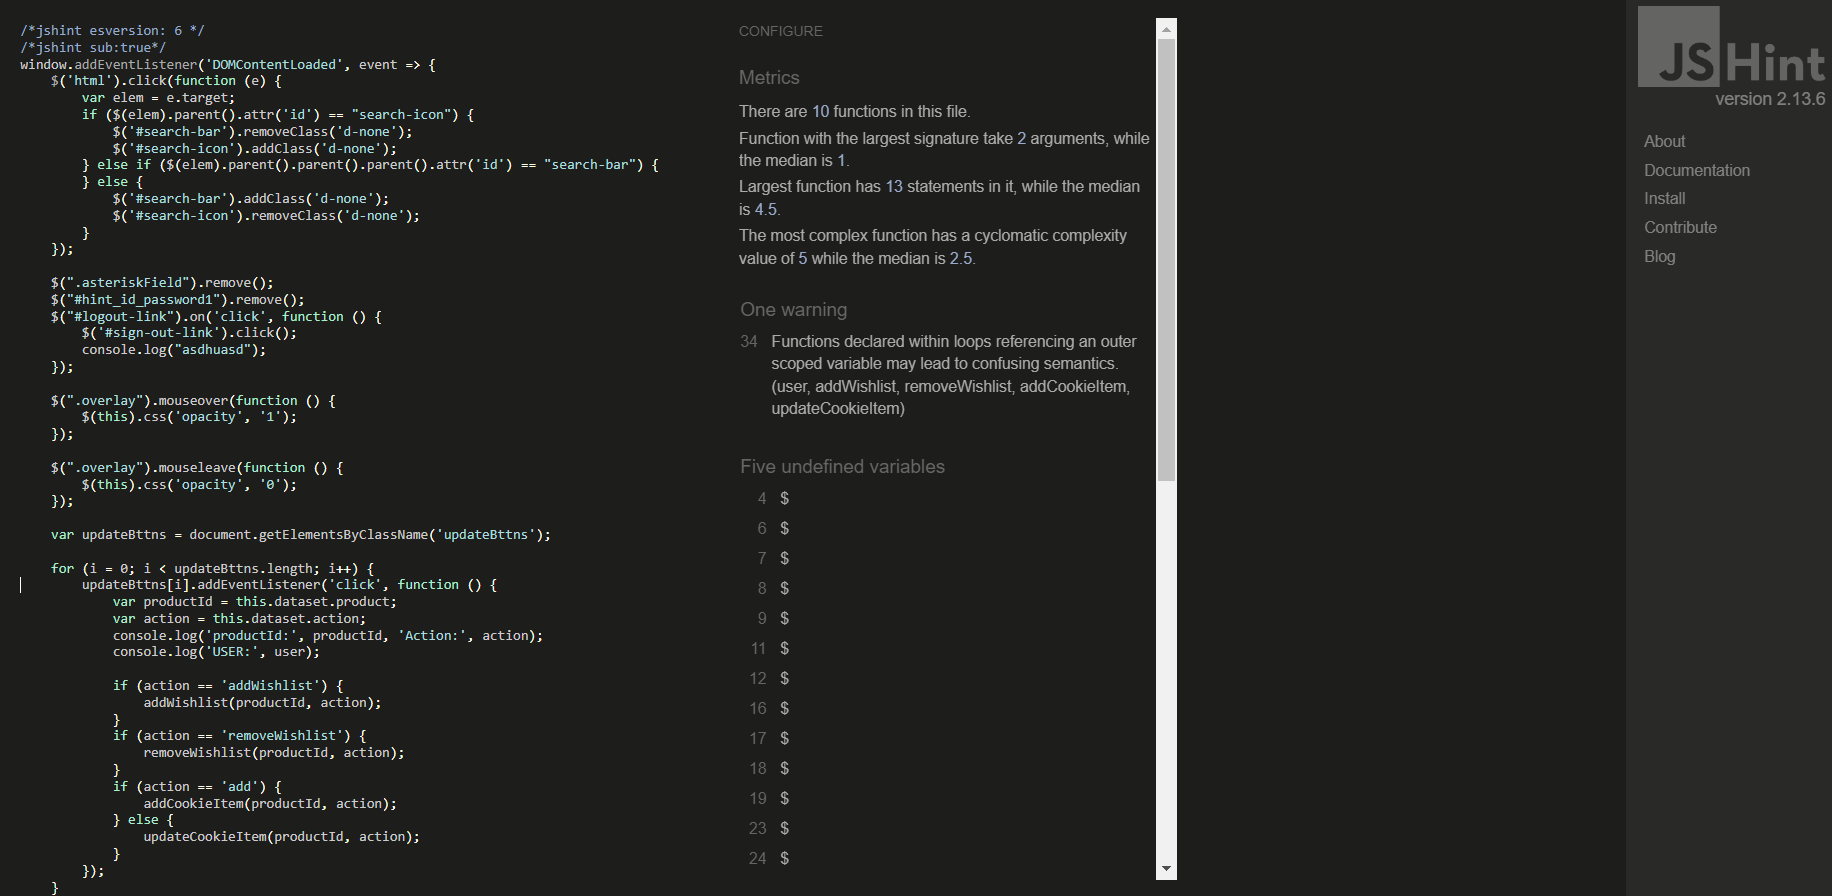 /*jshint esversion: 6 */
/*jshint sub:true*/
window.addEventListener('DOMContentLoaded', event => {
    $('html').click(function (e) {
        var elem = e.target;
        if ($(elem).parent().attr('id') == "search-icon") {
            $('#search-bar').removeClass('d-none');
            $('#search-icon').addClass('d-none');
        } else if ($(elem).parent().parent().parent().attr('id') == "search-bar") {
        } else {
            $('#search-bar').addClass('d-none');
            $('#search-icon').removeClass('d-none');
        }
    });

    $(".asteriskField").remove();
    $("#hint_id_password1").remove();
    $("#logout-link").on('click', function () {
        $('#sign-out-link').click();
        console.log("asdhuasd");
    });

    $(".overlay").mouseover(function () {
        $(this).css('opacity', '1');
    });

    $(".overlay").mouseleave(function () {
        $(this).css('opacity', '0');
    });

    var updateBttns = document.getElementsByClassName('updateBttns');

    for (i = 0; i < updateBttns.length; i++) {
        updateBttns[i].addEventListener('click', function () {
            var productId = this.dataset.product;
            var action = this.dataset.action;
            console.log('productId:', productId, 'Action:', action);
            console.log('USER:', user);

            if (action == 'addWishlist') {
                addWishlist(productId, action);
            }
            if (action == 'removeWishlist') {
                removeWishlist(productId, action);
            }
            if (action == 'add') {
                addCookieItem(productId, action);
            } else {
                updateCookieItem(productId, action);
            }
        });
    }
CONFIGURE
Metrics
There are 10 functions in this file.
Function with the largest signature take 2 arguments, while
the median is 1.
Largest function has 13 statements in it, while the median
is 4.5.
The most complex function has a cyclomatic complexity
value of 5 while the median is 2.5.
One warning
34 Functions declared within loops referencing an outer
scoped variable may lead to confusing semantics.
(user, addWishlist, removeWishlist, addCookieItem,
updateCookieItem)
Five undefined variables
4 $
6 $
7 $
8 $
9 $
11 $
12 $
16 $
17 $
18 $
19 $
23 $
24 $
JSHint
version 2.13.6
About
Documentation
Install
Contribute
Blog